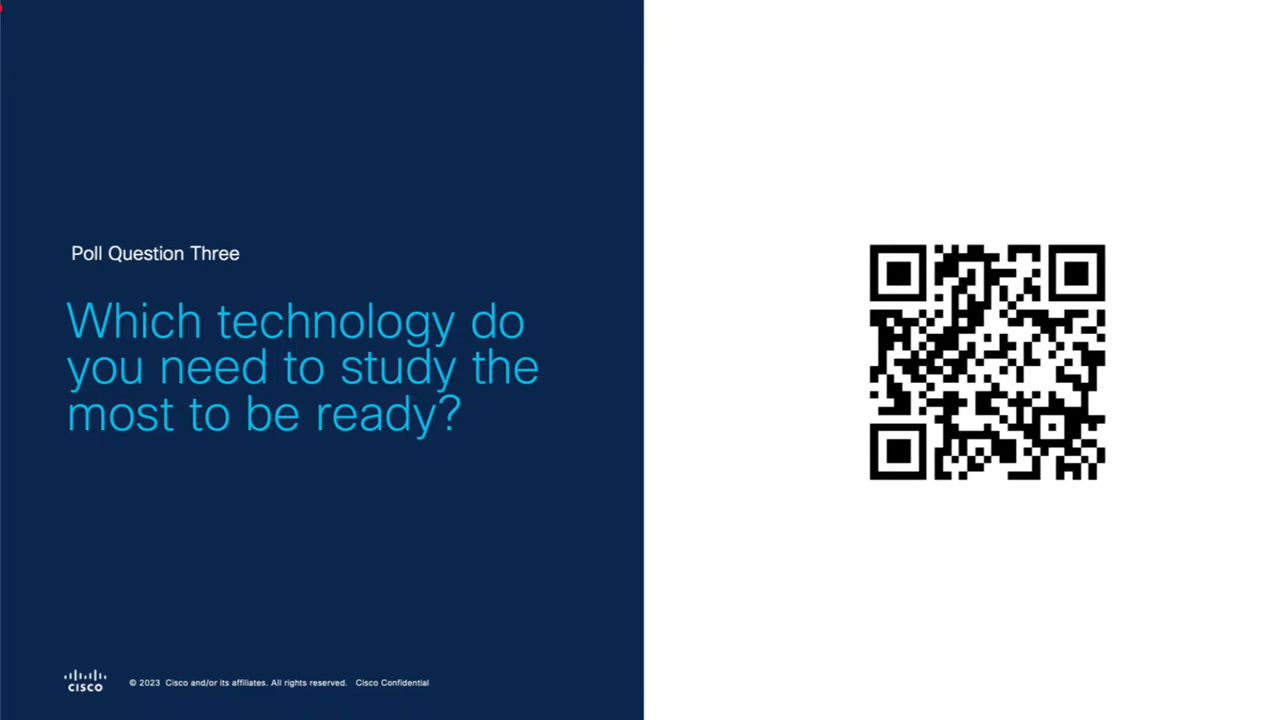 Poll Question Three
Which technology do
you need to study the
most to be ready?
CISCO
© 2023 Cisco and/or its affiliates. All rights reserved. Cisco Confidential